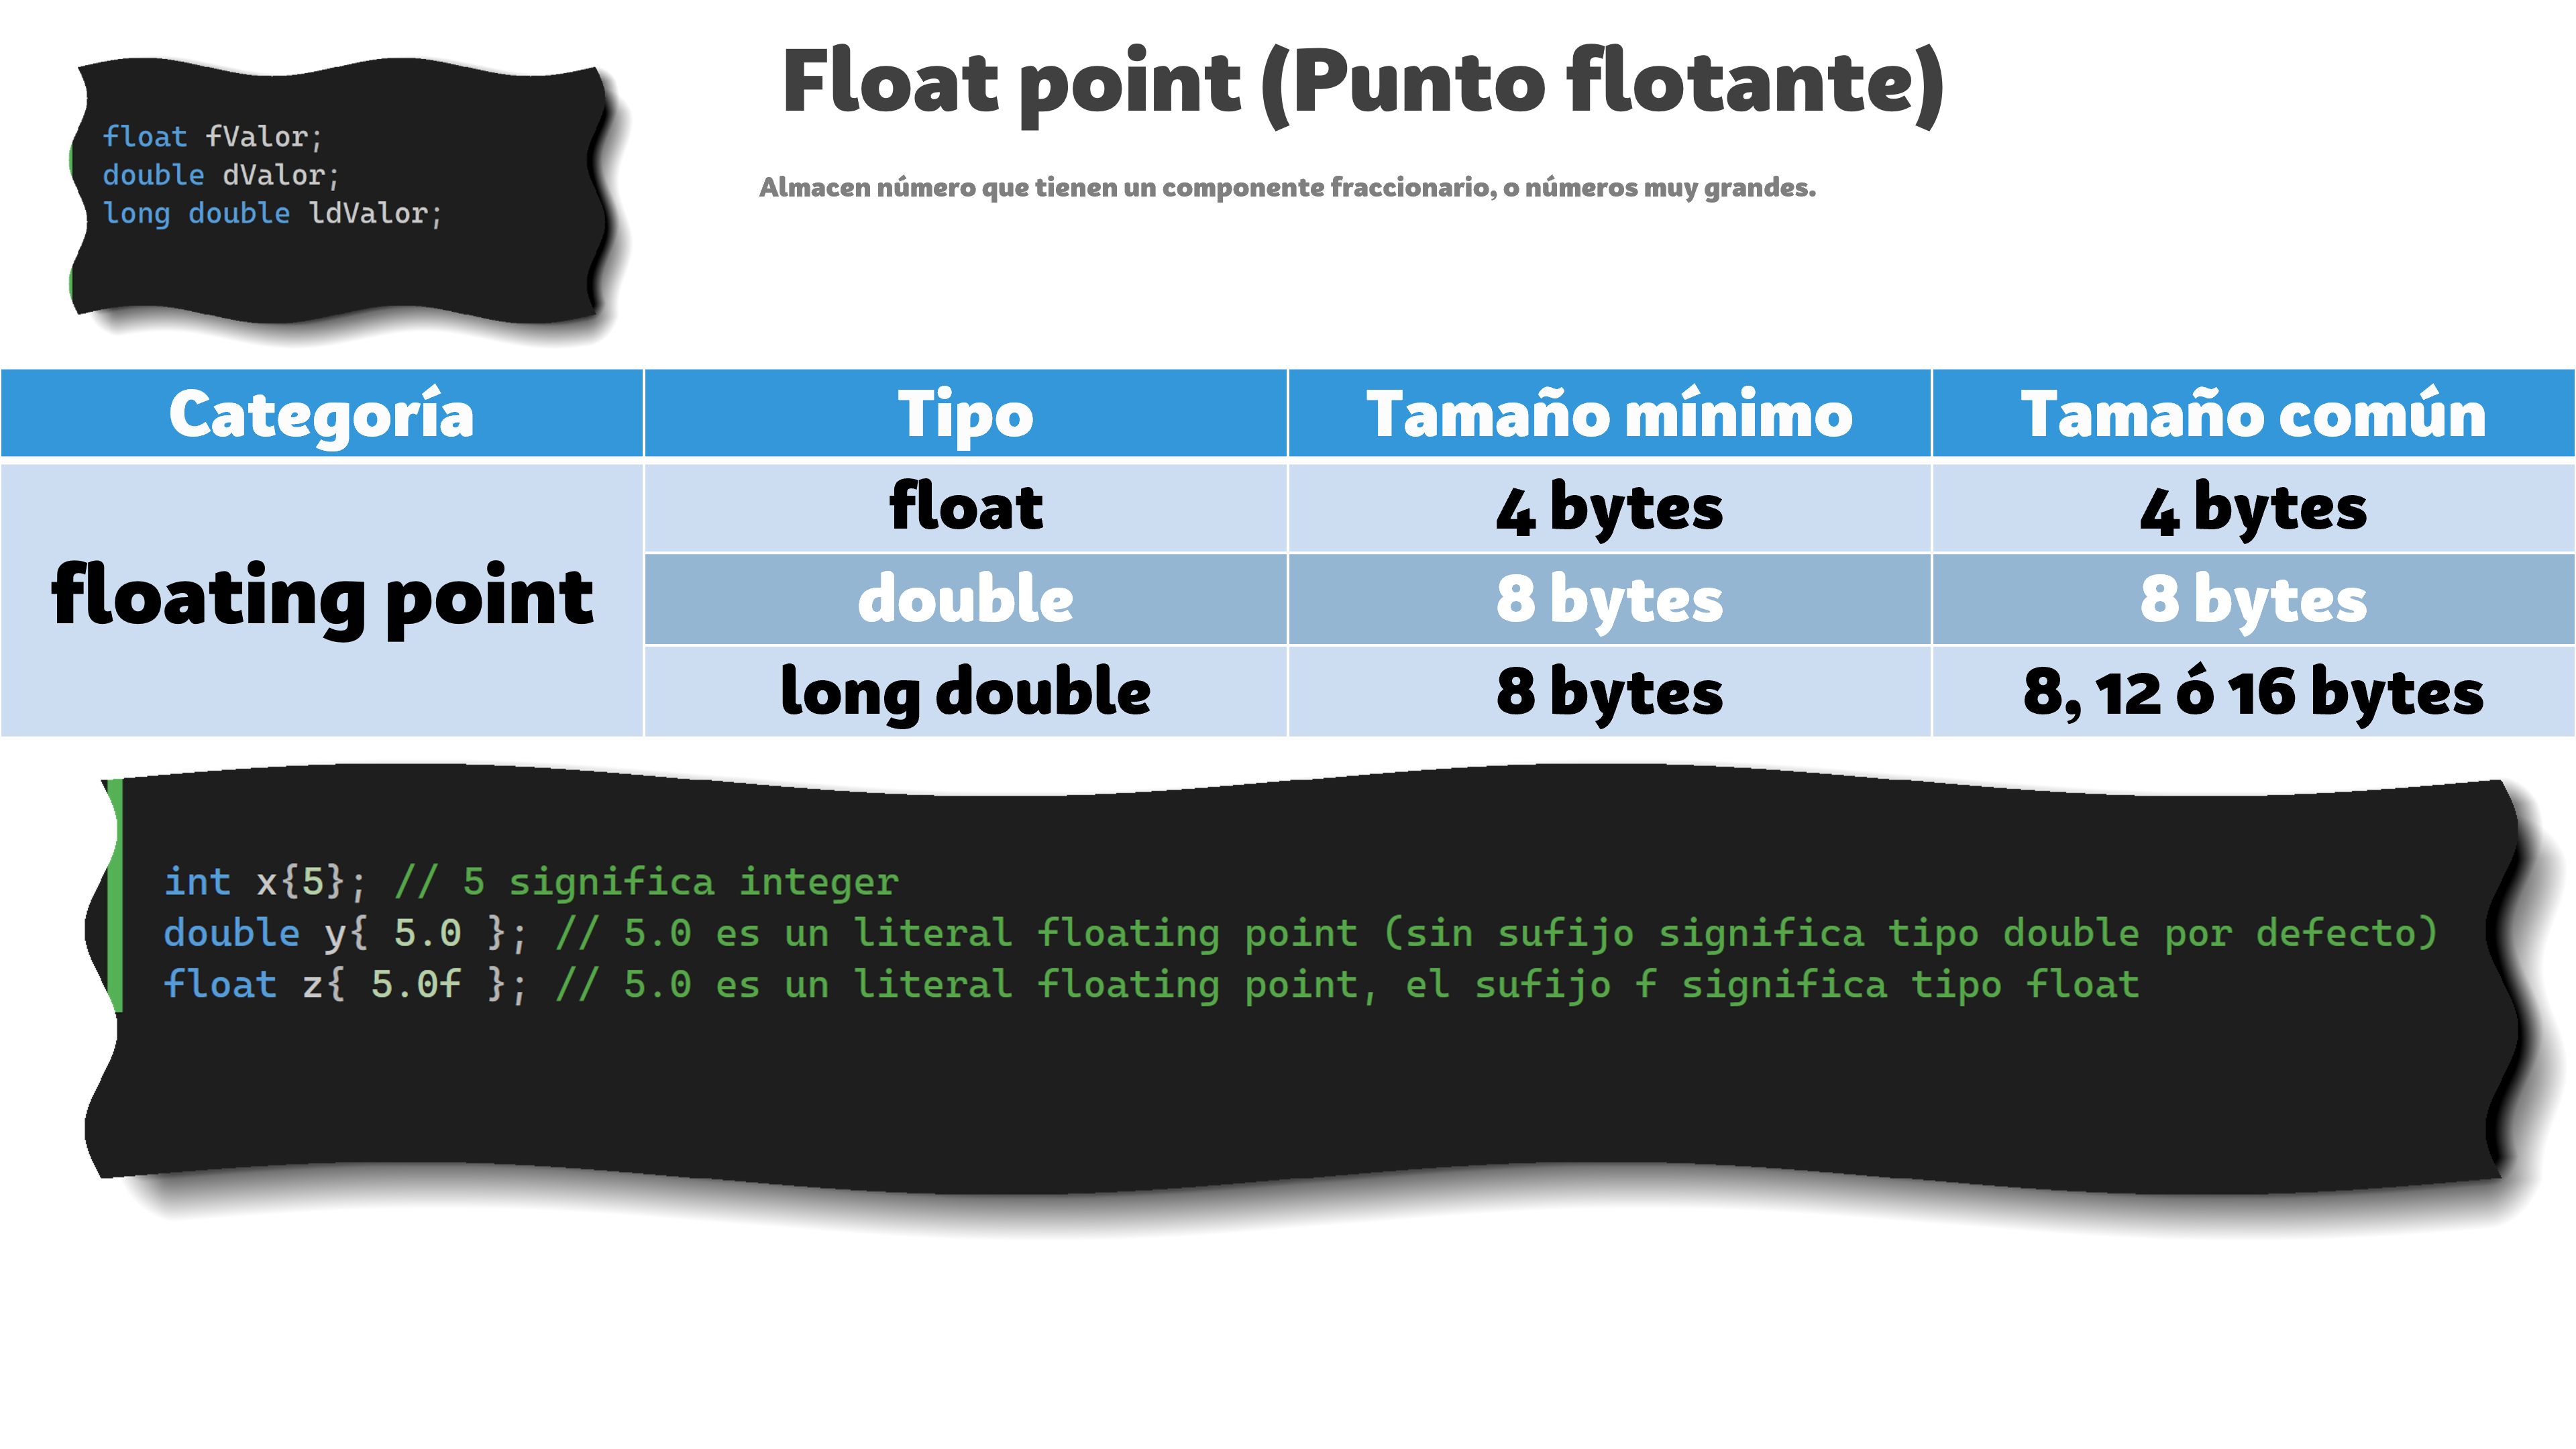 Float point (Punto flotante)
Almacen número que tienen un componente fraccionario, o números muy grandes.
float fValor;
double dValor;
long double ldValor;
Categoría Tipo Tamaño mínimo Tamaño común
floating point
float 4 bytes 4 bytes
double 8 bytes 8 bytes
long double 8 bytes 8, 12 ó 16 bytes
int x{5}; // 5 significa integer
double y{ 5.0 }; // 5.0 es un literal floating point (sin sufijo significa tipo double por defecto)
float z{ 5.0f }; // 5.0 es un literal floating point, el sufijo f significa tipo float